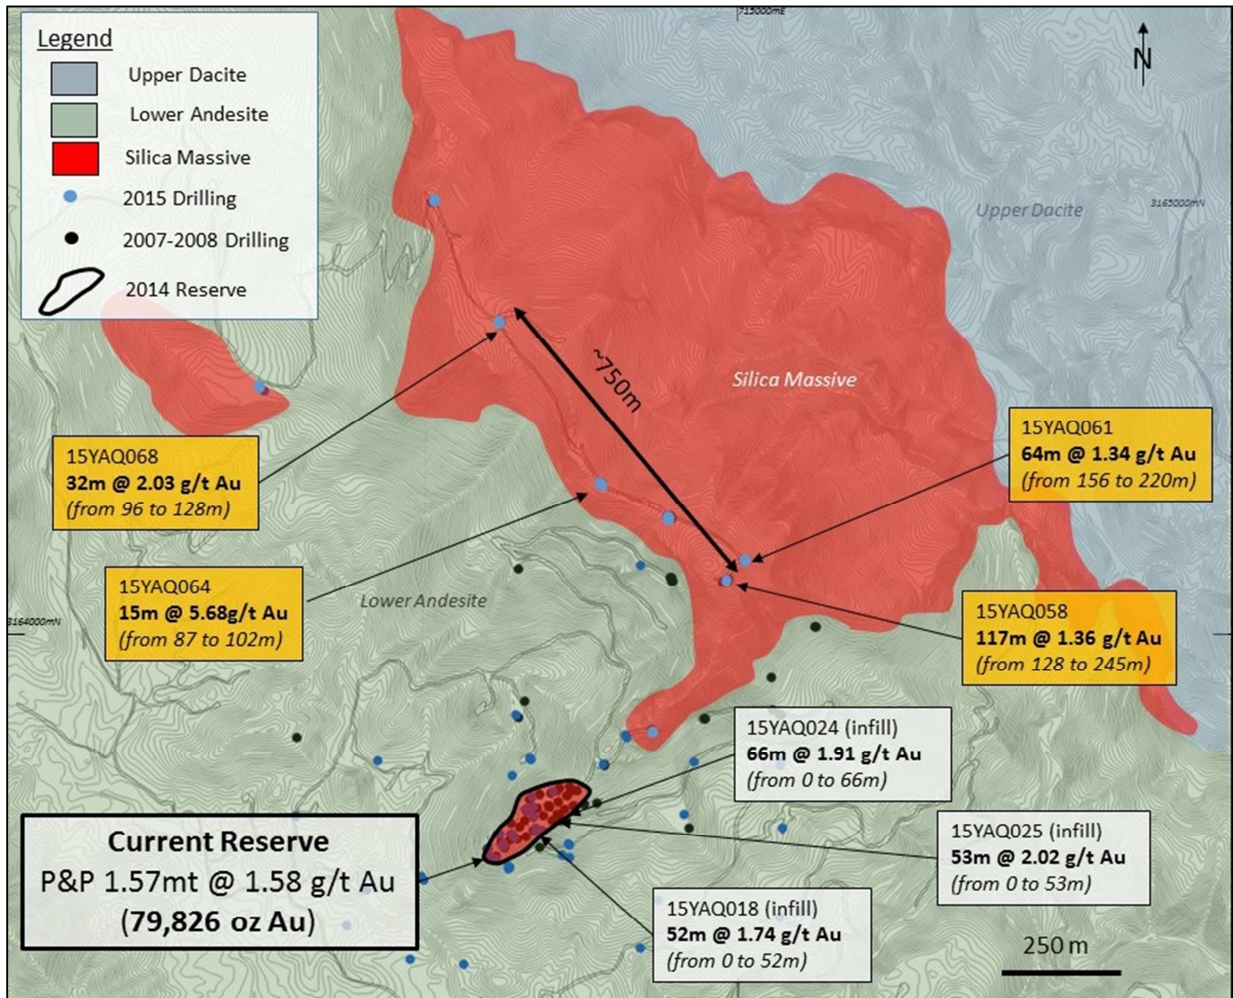 715000mE
Legend
Upper Dacite
Lower Andesite
Silica Massive
2015 Drilling
2007-2008 Drilling
2014 Reserve
N
Upper Dacite
3165000mN
~750m
Silica Massive
15YAQ068
32m @ 2.03 g/t Au
(from 96 to 128m)
15YAQ061
64m @ 1.34 g/t Au
(from 156 to 220m)
15YAQ064
15m @ 5.68g/t Au
(from 87 to 102m)
Lower Andesite
3164000mN
15YAQ058
117m @ 1.36 g/t Au
(from 128 to 245m)
15YAQ024 (infill)
66m @ 1.91 g/t Au
(from 0 to 66m)
Current Reserve
P&P 1.57mt @ 1.58 g/t Au
(79,826 oz Au)
15YAQ025 (infill)
53m @ 2.02 g/t Au
(from 0 to 53m)
15YAQ018 (infill)
52m @ 1.74 g/t Au
(from 0 to 52m)
250 m